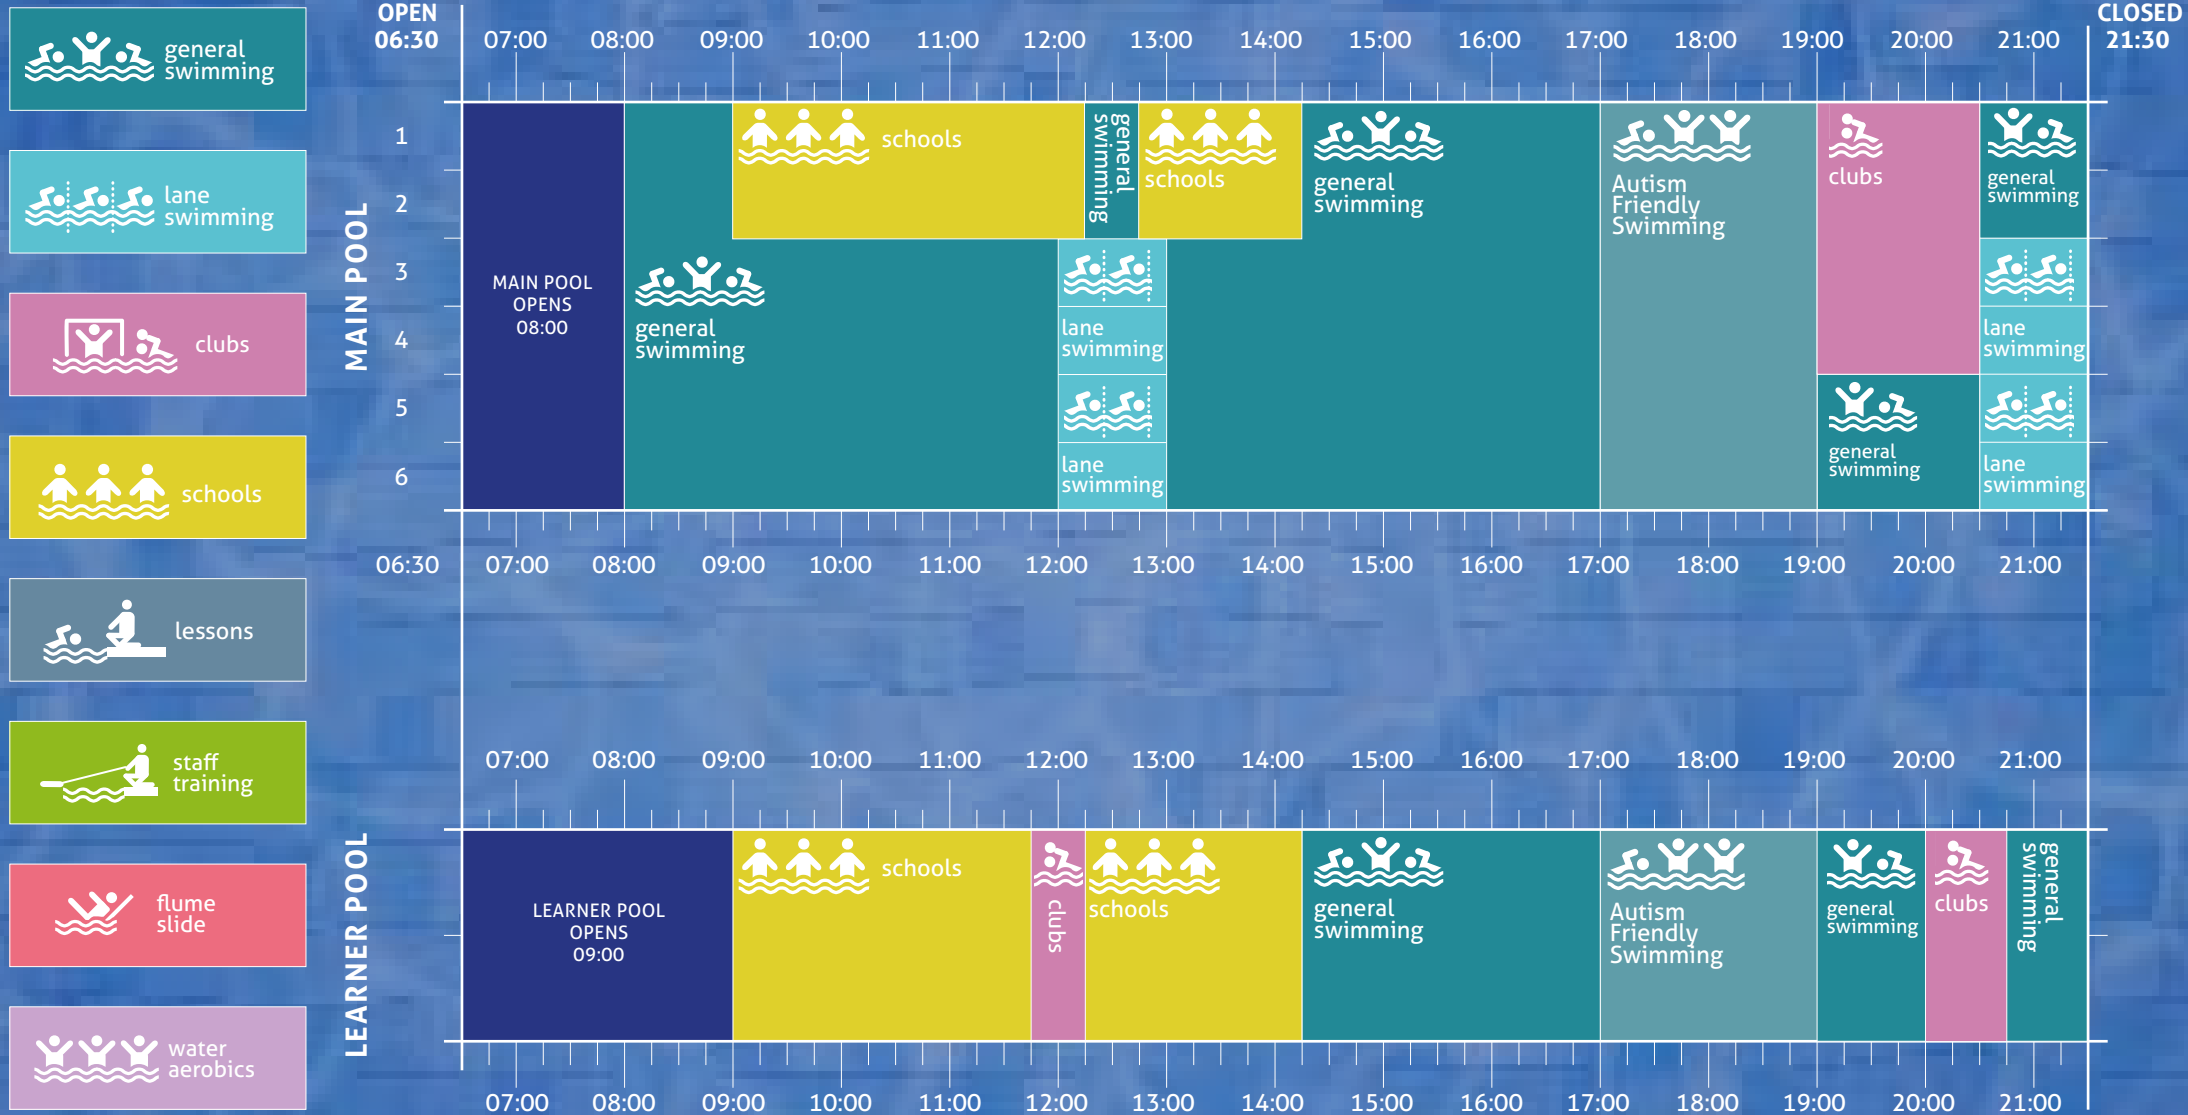 general
swimming
lane
swimming
clubs
schools
lessons
staff
training
flume
slide
water
aerobics
OPEN
06:30
07:00 08:00 09:00 10:00 11:00 12:00 13:00 14:00 15:00 16:00 17:00 18:00 19:00 20:00 21:00
CLOSED
21:30
MAIN POOL
1
2
3
4
5
6
MAIN POOL
OPENS
08:00
general
swimming
schools
general
swimming
schools
lane
swimming
lane
swimming
general
swimming
Autism
Friendly
Swimming
clubs
general
swimming
general
swimming
lane
swimming
lane
swimming
06:30 07:00 08:00 09:00 10:00 11:00 12:00 13:00 14:00 15:00 16:00 17:00 18:00 19:00 20:00 21:00
07:00 08:00 09:00 10:00 11:00 12:00 13:00 14:00 15:00 16:00 17:00 18:00 19:00 20:00 21:00
LEARNER POOL
LEARNER POOL
OPENS
09:00
schools
clubs
schools
general
swimming
Autism
Friendly
Swimming
general
swimming
clubs
general
swimming
07:00 08:00 09:00 10:00 11:00 12:00 13:00 14:00 15:00 16:00 17:00 18:00 19:00 20:00 21:00